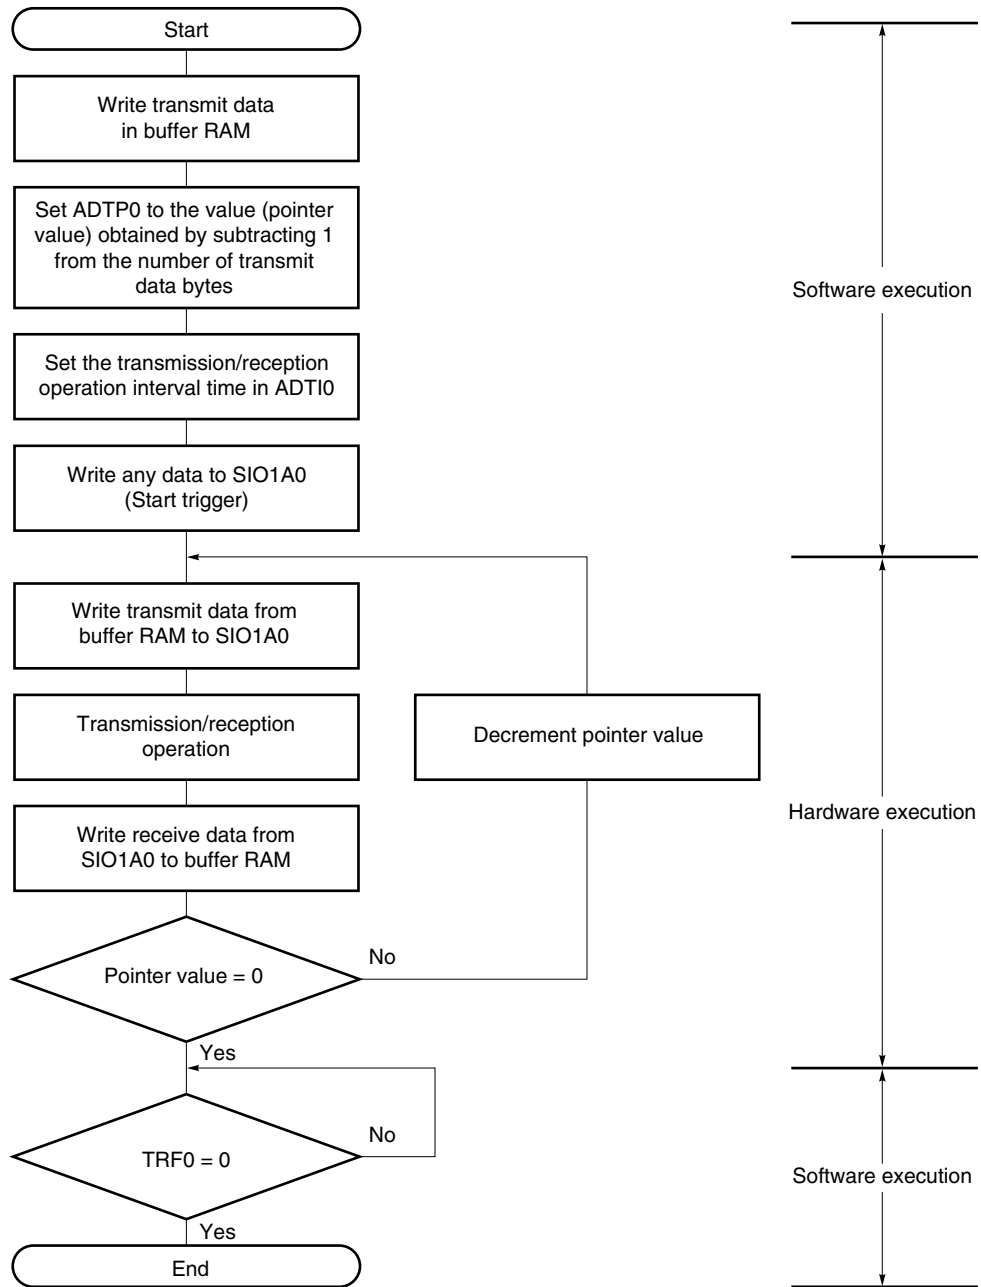 Start
Write transmit data
in buffer RAM
Set ADTP0 to the value (pointer
value) obtained by subtracting 1
from the number of transmit
data bytes
Software execution
Set the transmission/reception
operation interval time in ADTI0
Write any data to SIO1A0
(Start trigger)
Write transmit data from
buffer RAM to SIO1A0
Transmission/reception
operation
Decrement pointer value
Hardware execution
Write receive data from
SIO1A0 to buffer RAM
Pointer value = 0
No
Yes
TRF0 = 0
No
Software execution
Yes
End